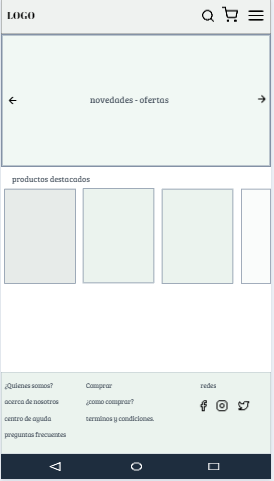 LOGO
novedades - ofertas
productos destacados
¿Quienes somos?
acerca de nosotros
centro de ayuda
preguntas frecuentes
Comprar
¿como comprar?
terminos y condiciones.
redes